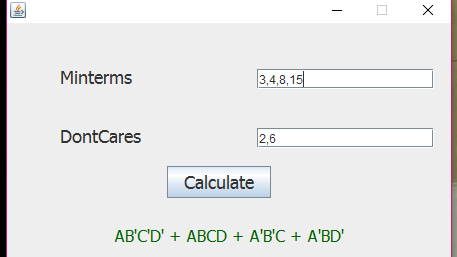 Minterms 3,4,8,15
DontCares 2,6
Calculate
AB'C'D' + ABCD + A'B'C + A'BD'